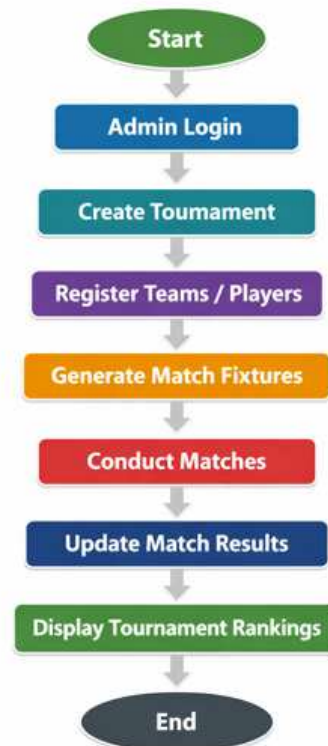 Start
Admin Login
Create Toumament
Register Teams / Players
Generate Match Fixtures
Conduct Matches
Update Match Results
Display Tournament Rankings
End